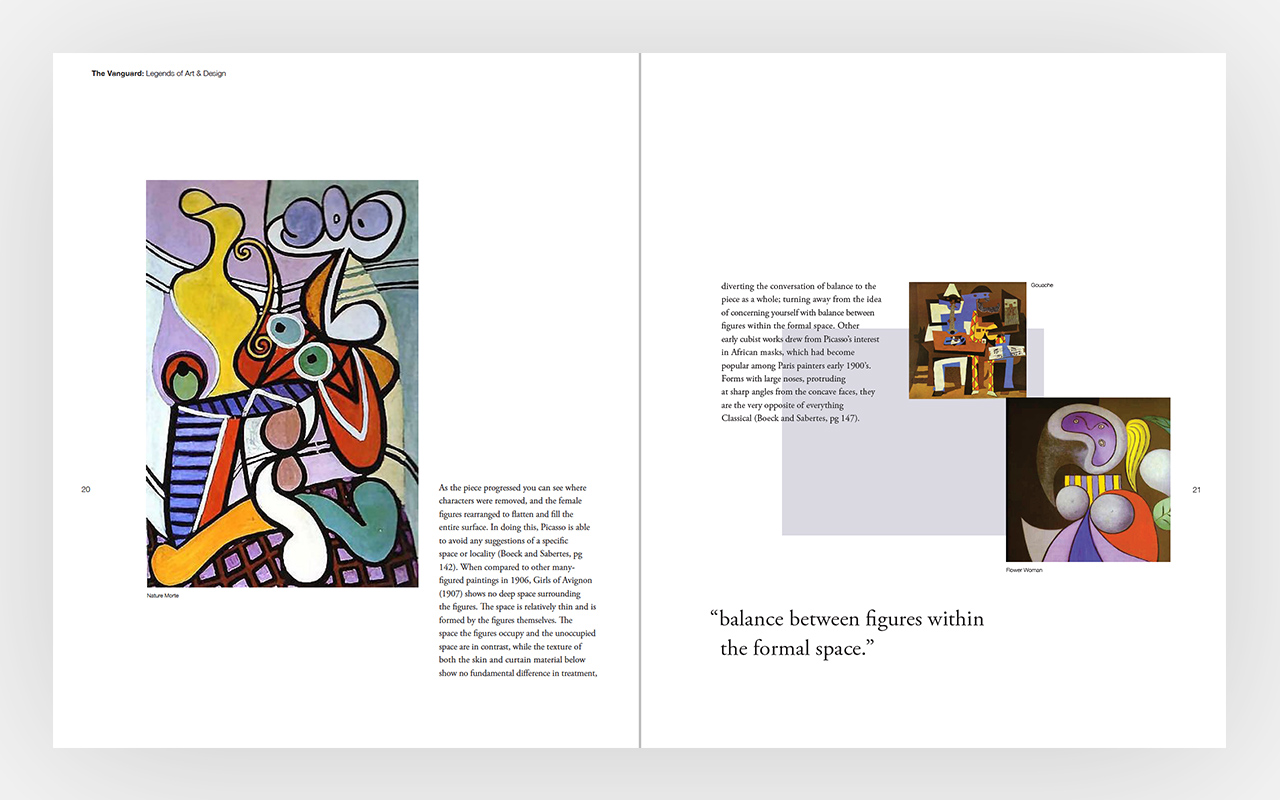 The Vanguard: Legends of Art & Design
Nature Morte
20
As the piece progressed you can see where
characters were removed, and the female
figures rearranged to flatten and fill the
entire surface. In doing this, Picasso is able
to avoid any suggestions of a specific
space or locality (Boeck and Sabertes, pg
142). When compared to other many-
figured paintings in 1906, Girls of Avignon
(1907) shows no deep space surrounding
the figures. The space is relatively thin and is
formed by the figures themselves. The
space the figures occupy and the unoccupied
space are in contrast, while the texture of
both the skin and curtain material below
show no fundamental difference in treatment,
diverting the conversation of balance to the
piece as a whole; turning away from the idea
of concerning yourself with balance between
figures within the formal space. Other
early cubist works drew from Picasso's interest
in African masks, which had become
popular among Paris painters early 1900's.
Forms with large noses, protruding
at sharp angles from the concave faces, they
are the very opposite of everything
Classical (Boeck and Sabertes, pg 147).
Gouache
Flower Woman
21
“balance between figures within
the formal space.”